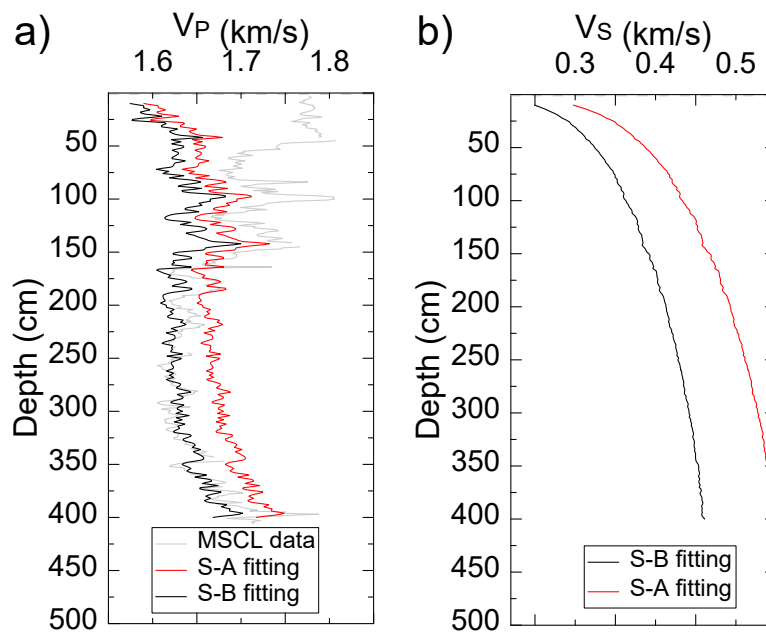 a)
VP (km/s)
1.6 1.7 1.8
50
100
150
200
250
300
350
400
450
500
Depth (cm)
MSCL data
S-A fitting
S-B fitting
b)
VS (km/s)
0.3 0.4 0.5
50
100
150
200
250
300
350
400
450
500
Depth (cm)
S-B fitting
S-A fitting